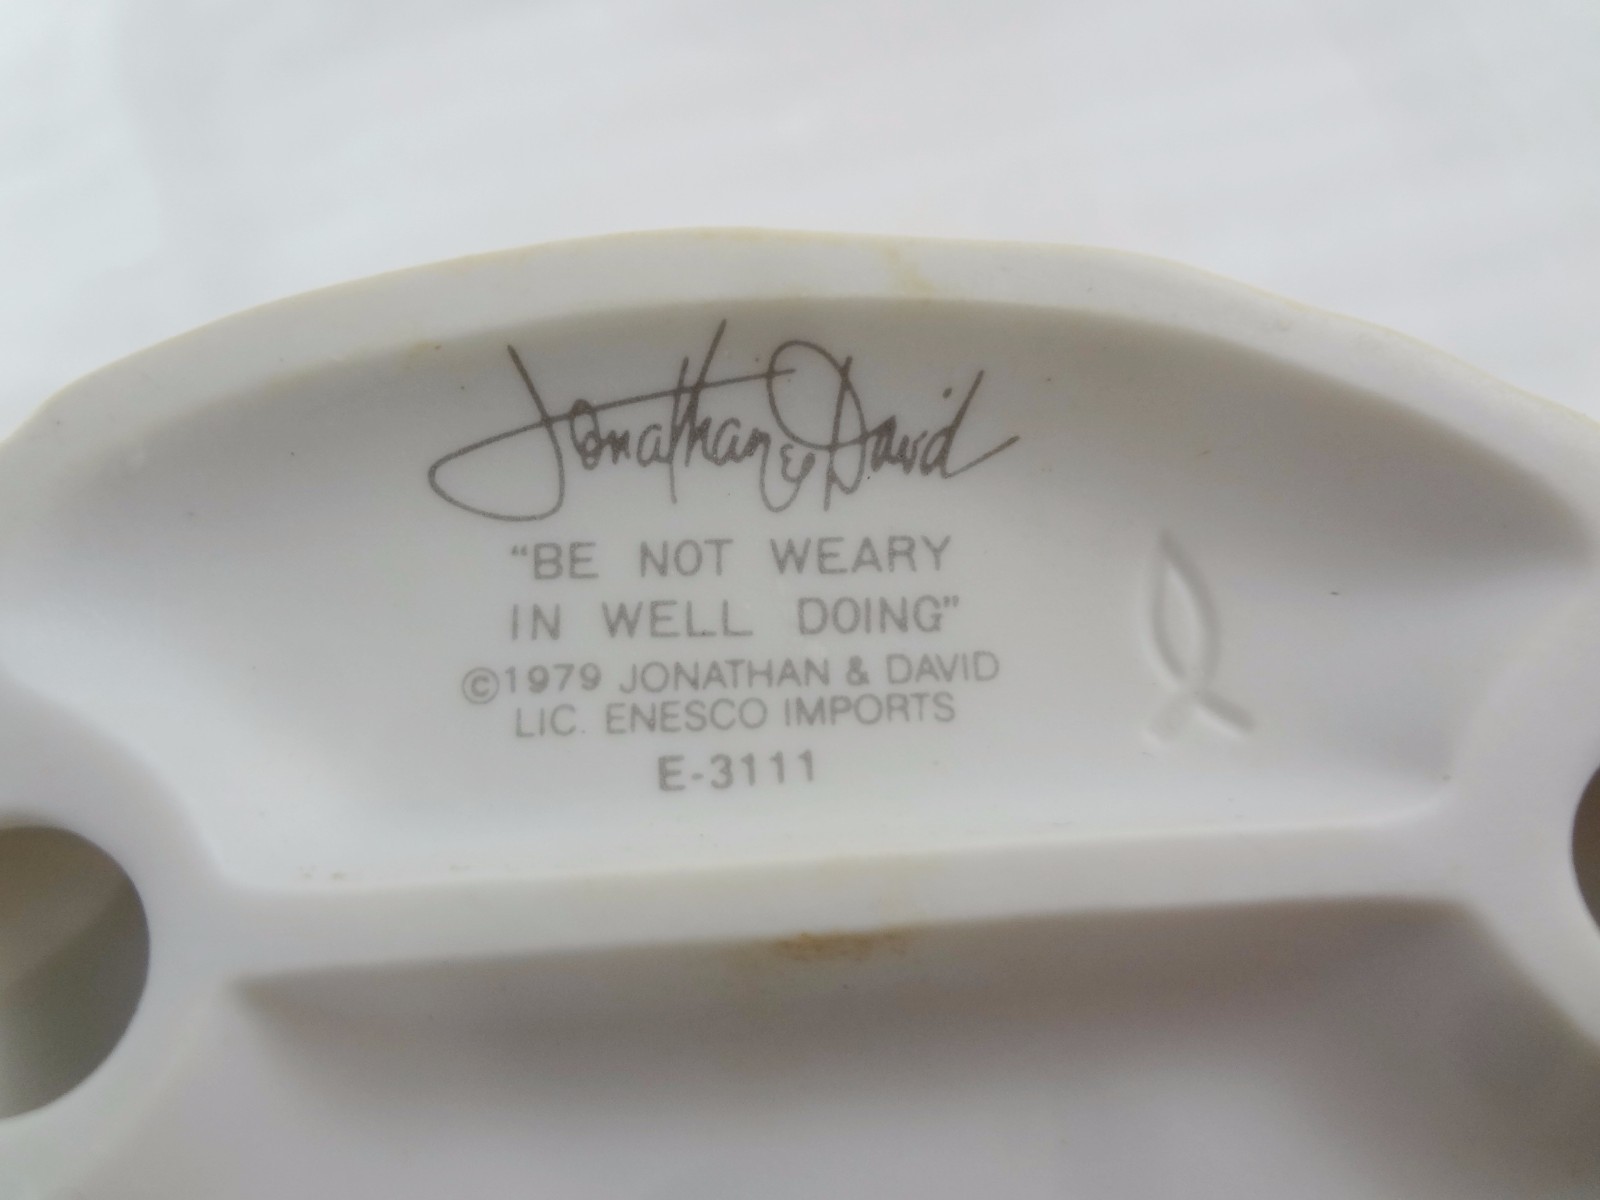 Jonathan & David
“BE NOT WEARY
IN WELL DOING”
©1979 JONATHAN & DAVID
LIC. ENESCO IMPORTS
E-3111